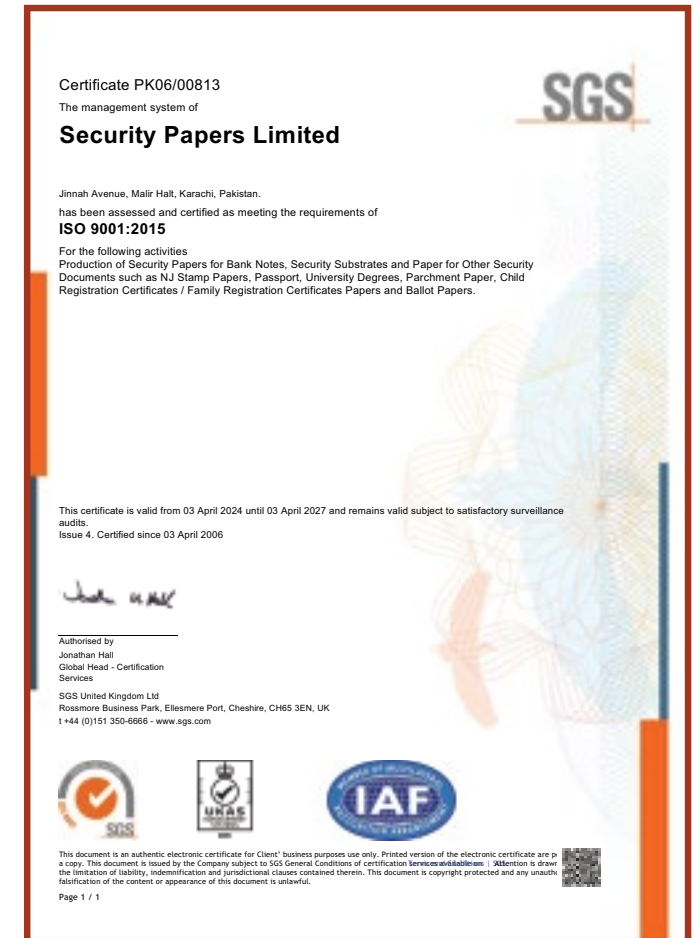 SGS
Certificate PK06/00813
The management system of
Security Papers Limited
Jinnah Avenue, Malir Halt, Karachi, Pakistan.
has been assessed and certified as meeting the requirements of
ISO 9001:2015
For the following activities
Production of Security Papers for Bank Notes, Security Substrates and Paper for Other Security
Documents such as NJ Stamp Papers, Passport, University Degrees, Parchment Paper, Child
Registration Certificates / Family Registration Certificates Papers and Ballot Papers.
This certificate is valid from 03 April 2024 until 03 April 2027 and remains valid subject to satisfactory surveillance
audits.
Issue 4. Certified since 03 April 2006
Authorised by
Jonathan Hall
Global Head - Certification
Services
SGS United Kingdom Ltd
Rossmore Business Park, Ellesmere Port, Cheshire, CH65 3EN, UK
t +44 (0)151 350-6666 - www.sgs.com
SGS
UKAS
IAF
This document is an authentic electronic certificate for Client' business purposes use only. Printed version of the electronic certificate are
a copy. This document is issued by the Company subject to SGS General Conditions of certification Attention is drawn
the limitation of liability, indemnification and jurisdictional clauses contained therein. This document is copyright protected and any
falsification of the content or appearance of this document is unlawful.
Page 1 / 1